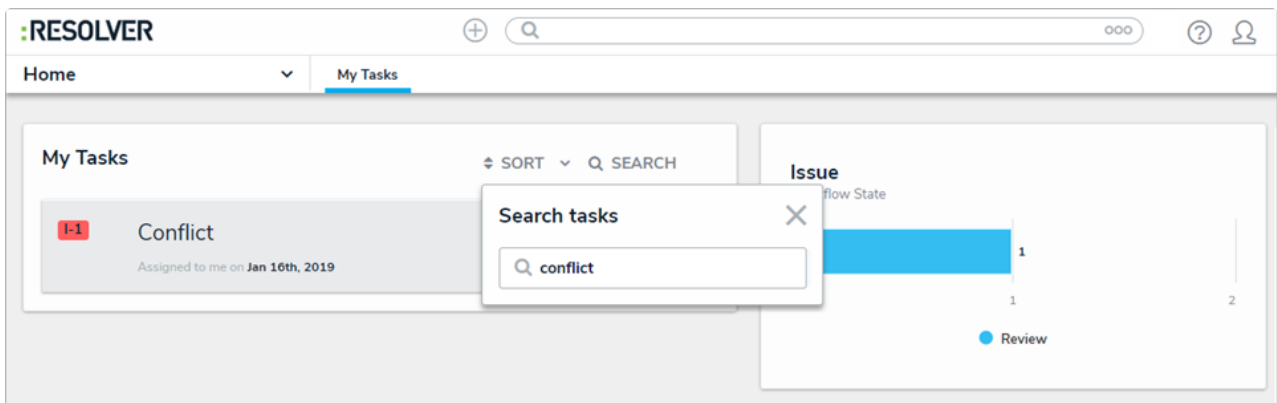 :RESOLVER
ooo
?
Home
My Tasks
My Tasks
SORT
SEARCH
I-1
Conflict
Assigned to me on Jan 16th, 2019
Search tasks
conflict
Issue
flow State
1
1
2
Review